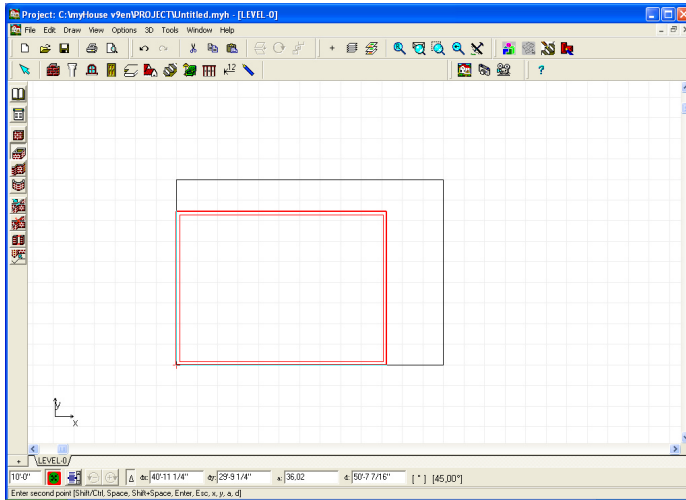 Project: C:\myHouse v9en\PROJECT\Untitled.myh - [LEVEL-0]
File Edit Draw View Options 3D Tools Window Help
12
?
y
x
+ LEVEL-0
10'-0" Δ dx: 40'-11 1/4" dy: 29'-9 1/4" a: 36,02 d: 50'-7 7/16" [ * ] [45,00°]
Enter second point [Shift/Ctrl, Space, Shift+Space, Enter, Esc, x, y, a, d]